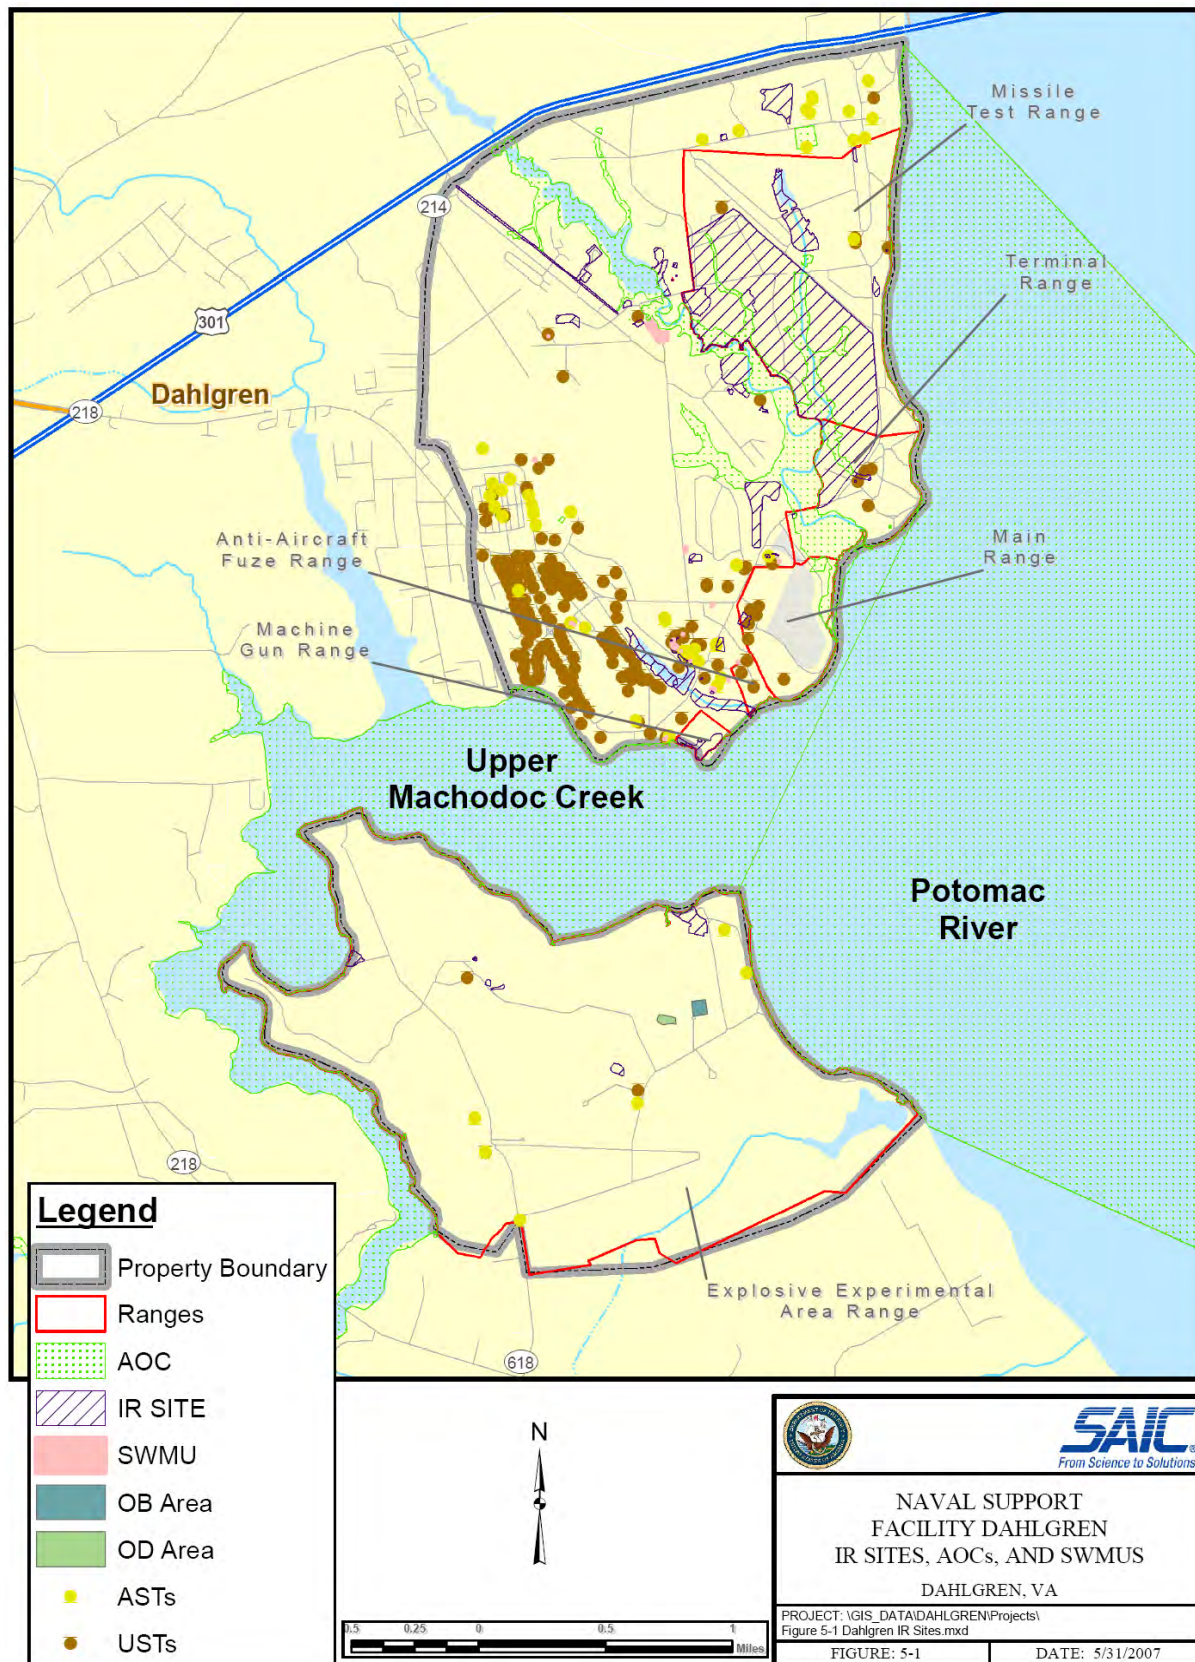 Missile
Test Range
214
Terminal
Range
301
Dahlgren
218
Anti-Aircraft
Fuze Range
Main
Range
Machine
Gun Range
Upper
Machodoc Creek
Potomac
River
218
Explosive Experimental
Area Range
618
Legend
Property Boundary
Ranges
AOC
IR SITE
SWMU
OB Area
OD Area
ASTs
USTs
N
0.5 0.25 0 0.5 1
Miles
SAIC
From Science to Solutions
NAVAL SUPPORT
FACILITY DAHLGREN
IR SITES, AOCs, AND SWMUS
DAHLGREN, VA
PROJECT: \GIS_DATA\DAHLGREN\Projects\
Figure 5-1 Dahlgren IR Sites.mxd
FIGURE: 5-1 DATE: 5/31/2007